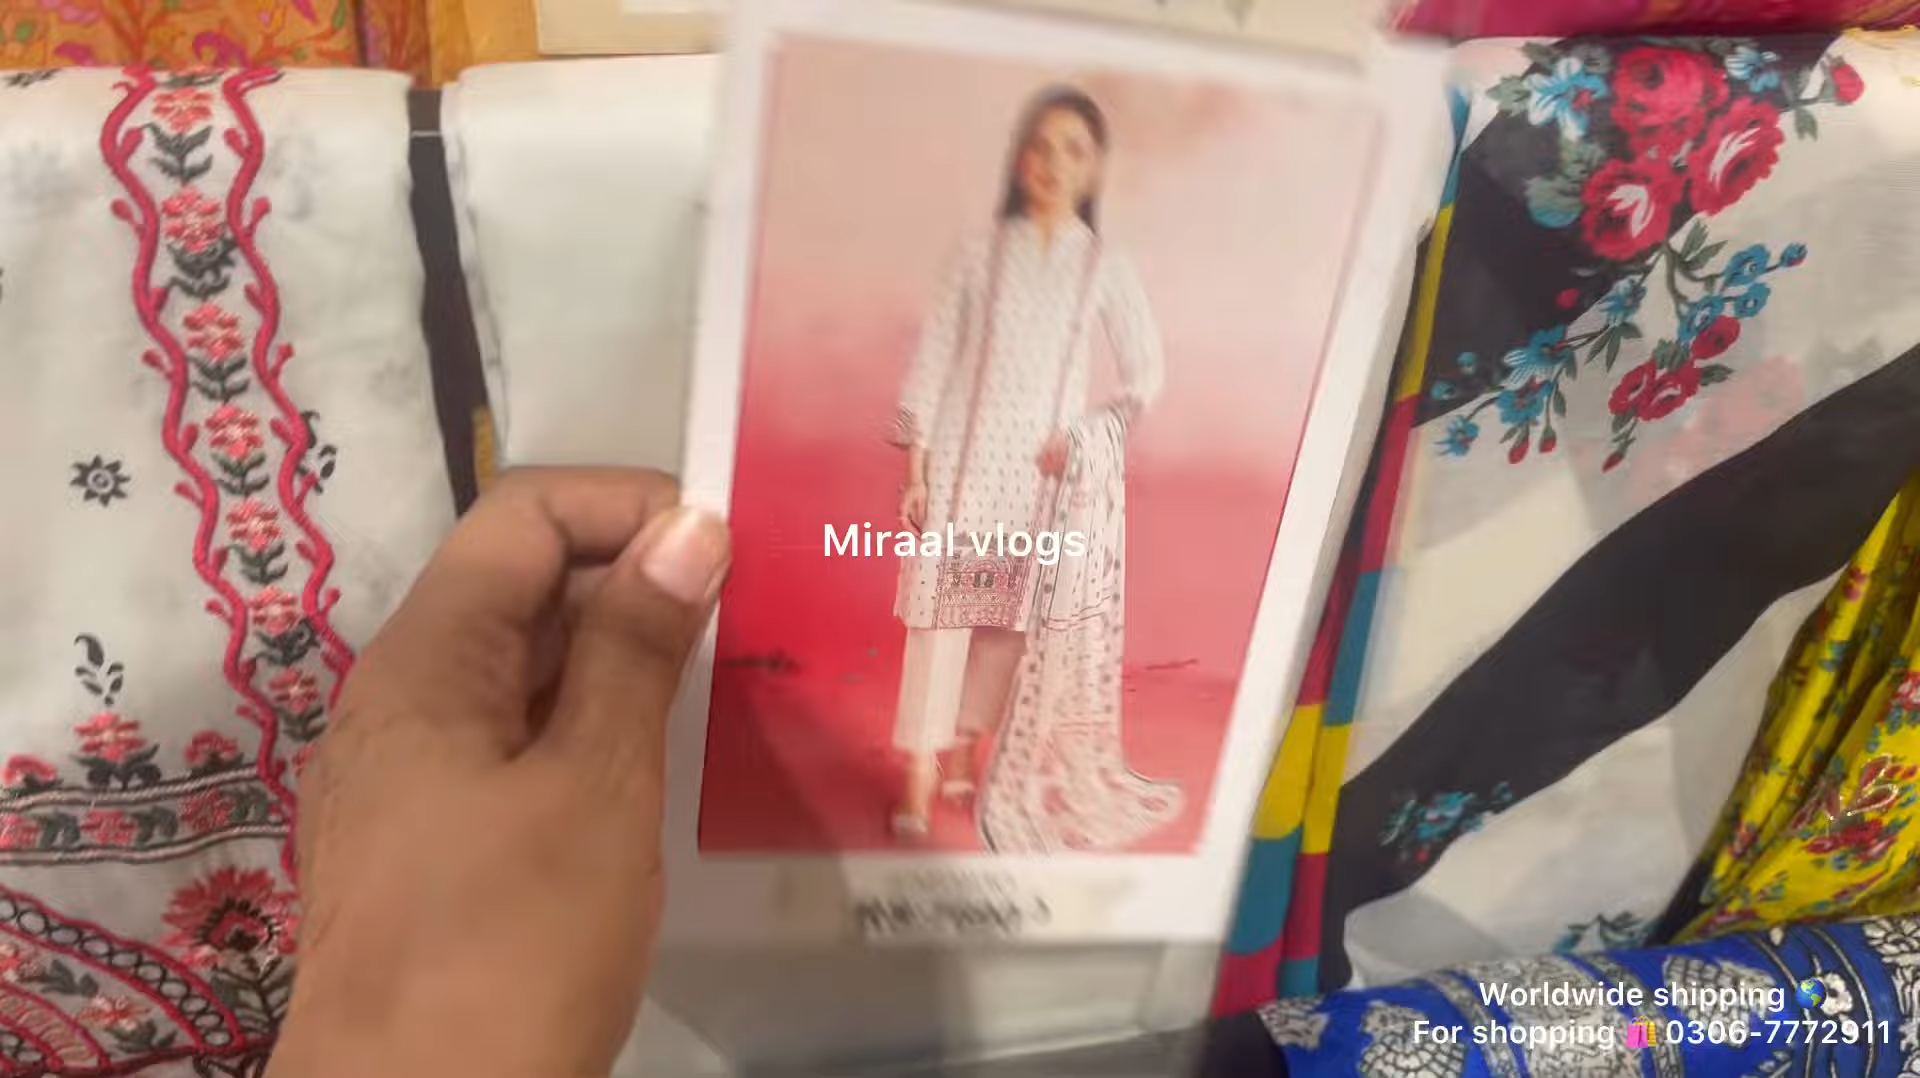 Miraal vlogs
Worldwide shipping 🌎
For shopping 🛍️ 0306-7772911